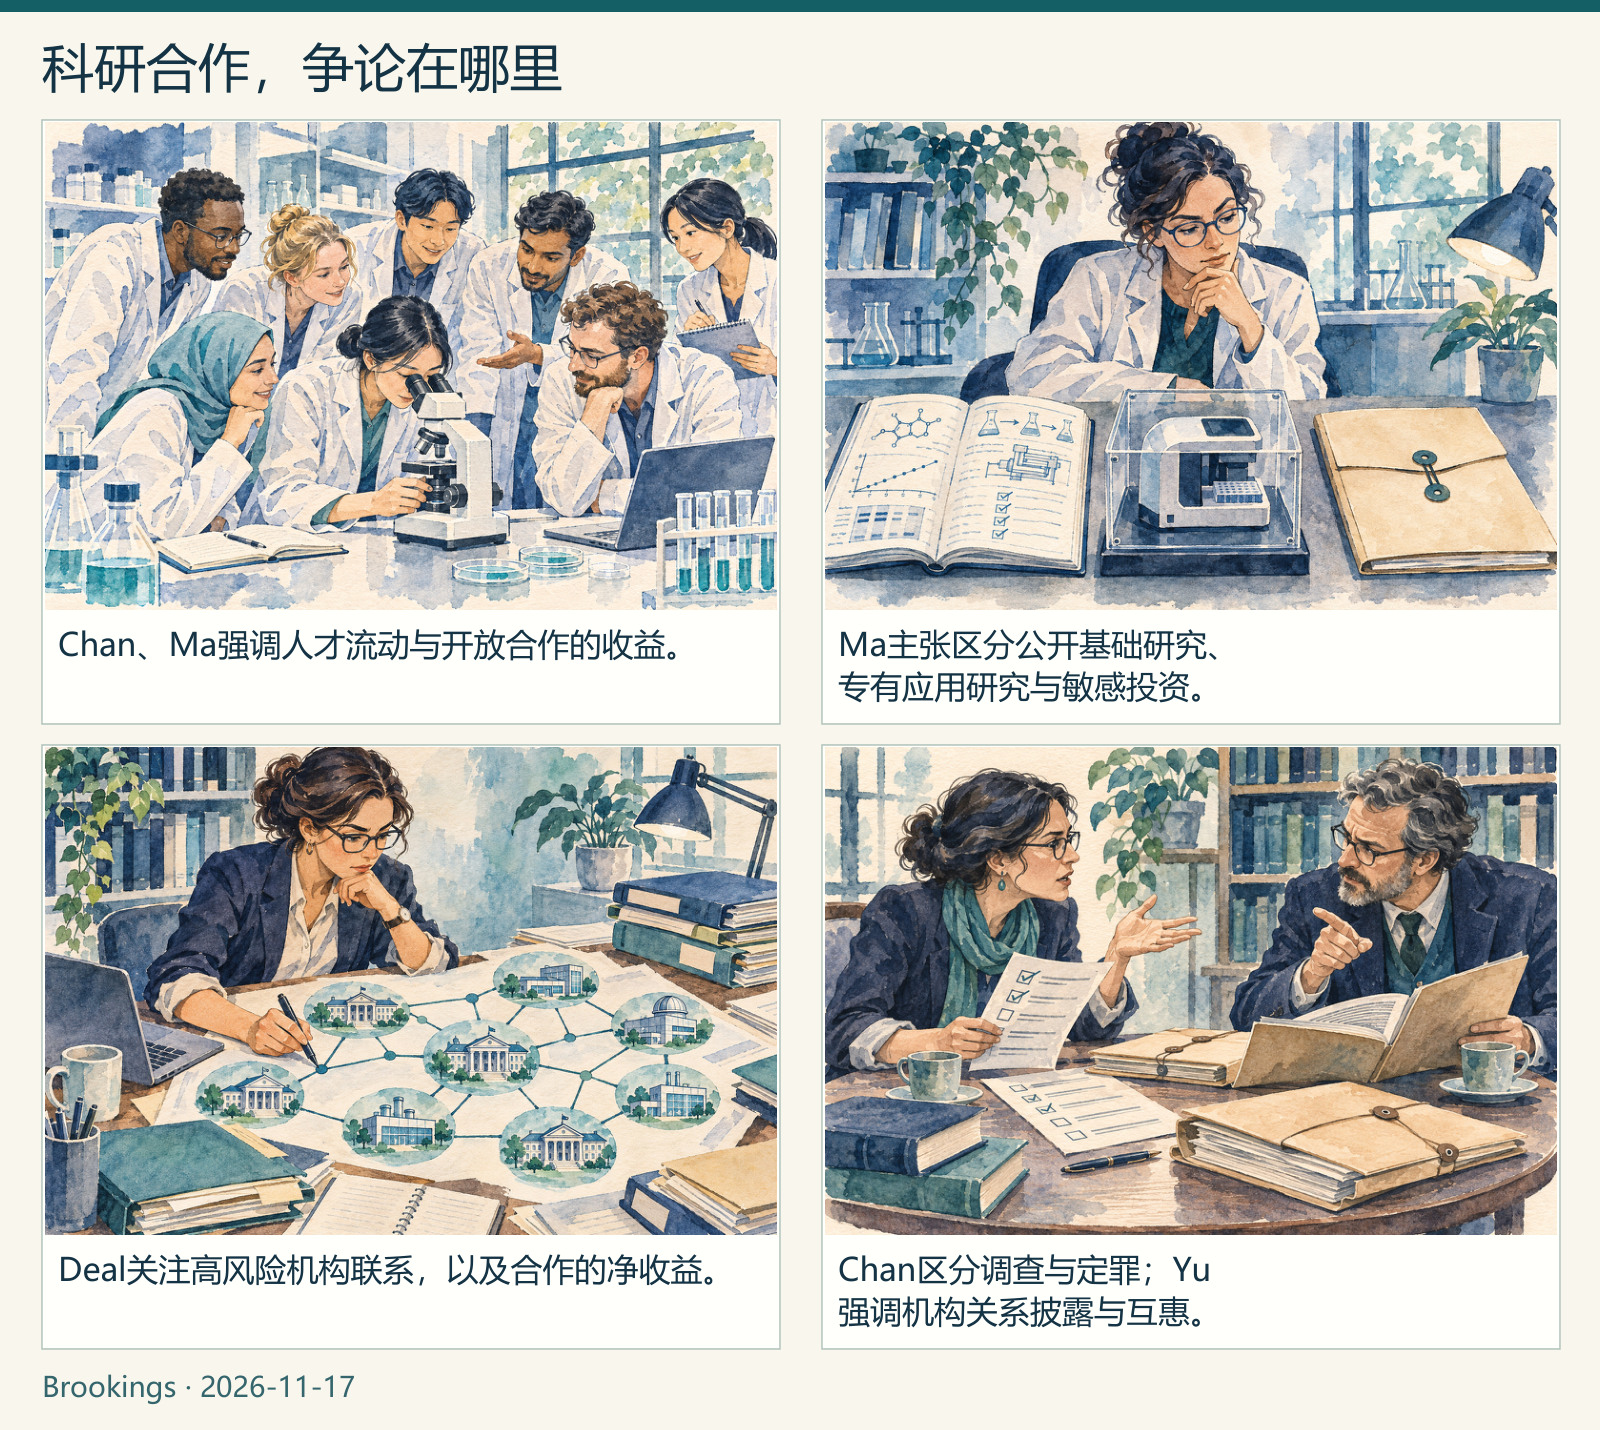 科研合作，争论在哪里
Chan、Ma强调人才流动与开放合作的收益。
Ma主张区分公开基础研究、
专有应用研究与敏感投资。
Deal关注高风险机构联系，以及合作的净收益。
Chan区分调查与定罪；Yu
强调机构关系披露与互惠。
Brookings · 2026-11-17